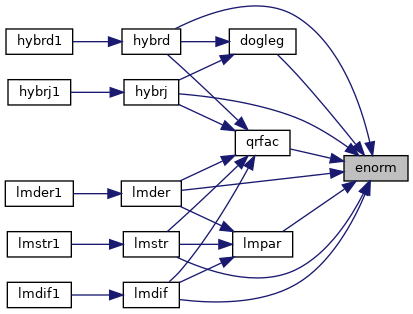 hybrd1
hybrd
dogleg
hybrj1
hybrj
qrfac
enorm
lmder1
lmder
lmstr1
lmstr
lmpar
lmdif1
lmdif